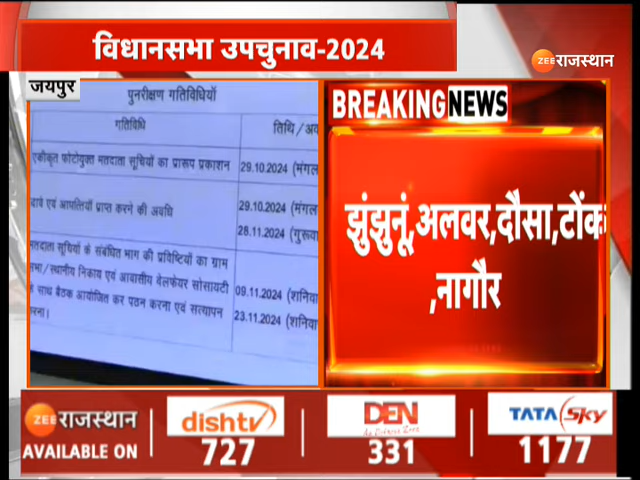 विधानसभा उपचुनाव-2024
ZEE राजस्थान
जयपुर
पुनरीक्षण गतिविधियाँ
गतिविधि
तिथि/अव
एकीकृत फोटोयुक्त मतदाता सूचियों का प्रारूप प्रकाशन
29.10.2024 (मंगल
दावे एवं आपत्तियाँ प्राप्त करने की अवधि
29.10.2024 (मंगल
28.11.2024 (गुरूवा
मतदाता सूचियों के संबंधित भाग की प्रविष्टियों का ग्राम
सभा/स्थानीय निकाय एवं आवासीय वेलफेयर सोसायटी
के साथ बैठक आयोजित कर पठन करना एवं सत्यापन
करना।
09.11.2024 (शनिवा
23.11.2024 (शनिवा
BREAKING NEWS
झुंझुनूं,अलवर,दौसा,टोंक
,नागौर
ZEE राजस्थान
AVAILABLE ON
dishtv
727
DEN
331
TATA Sky
1177